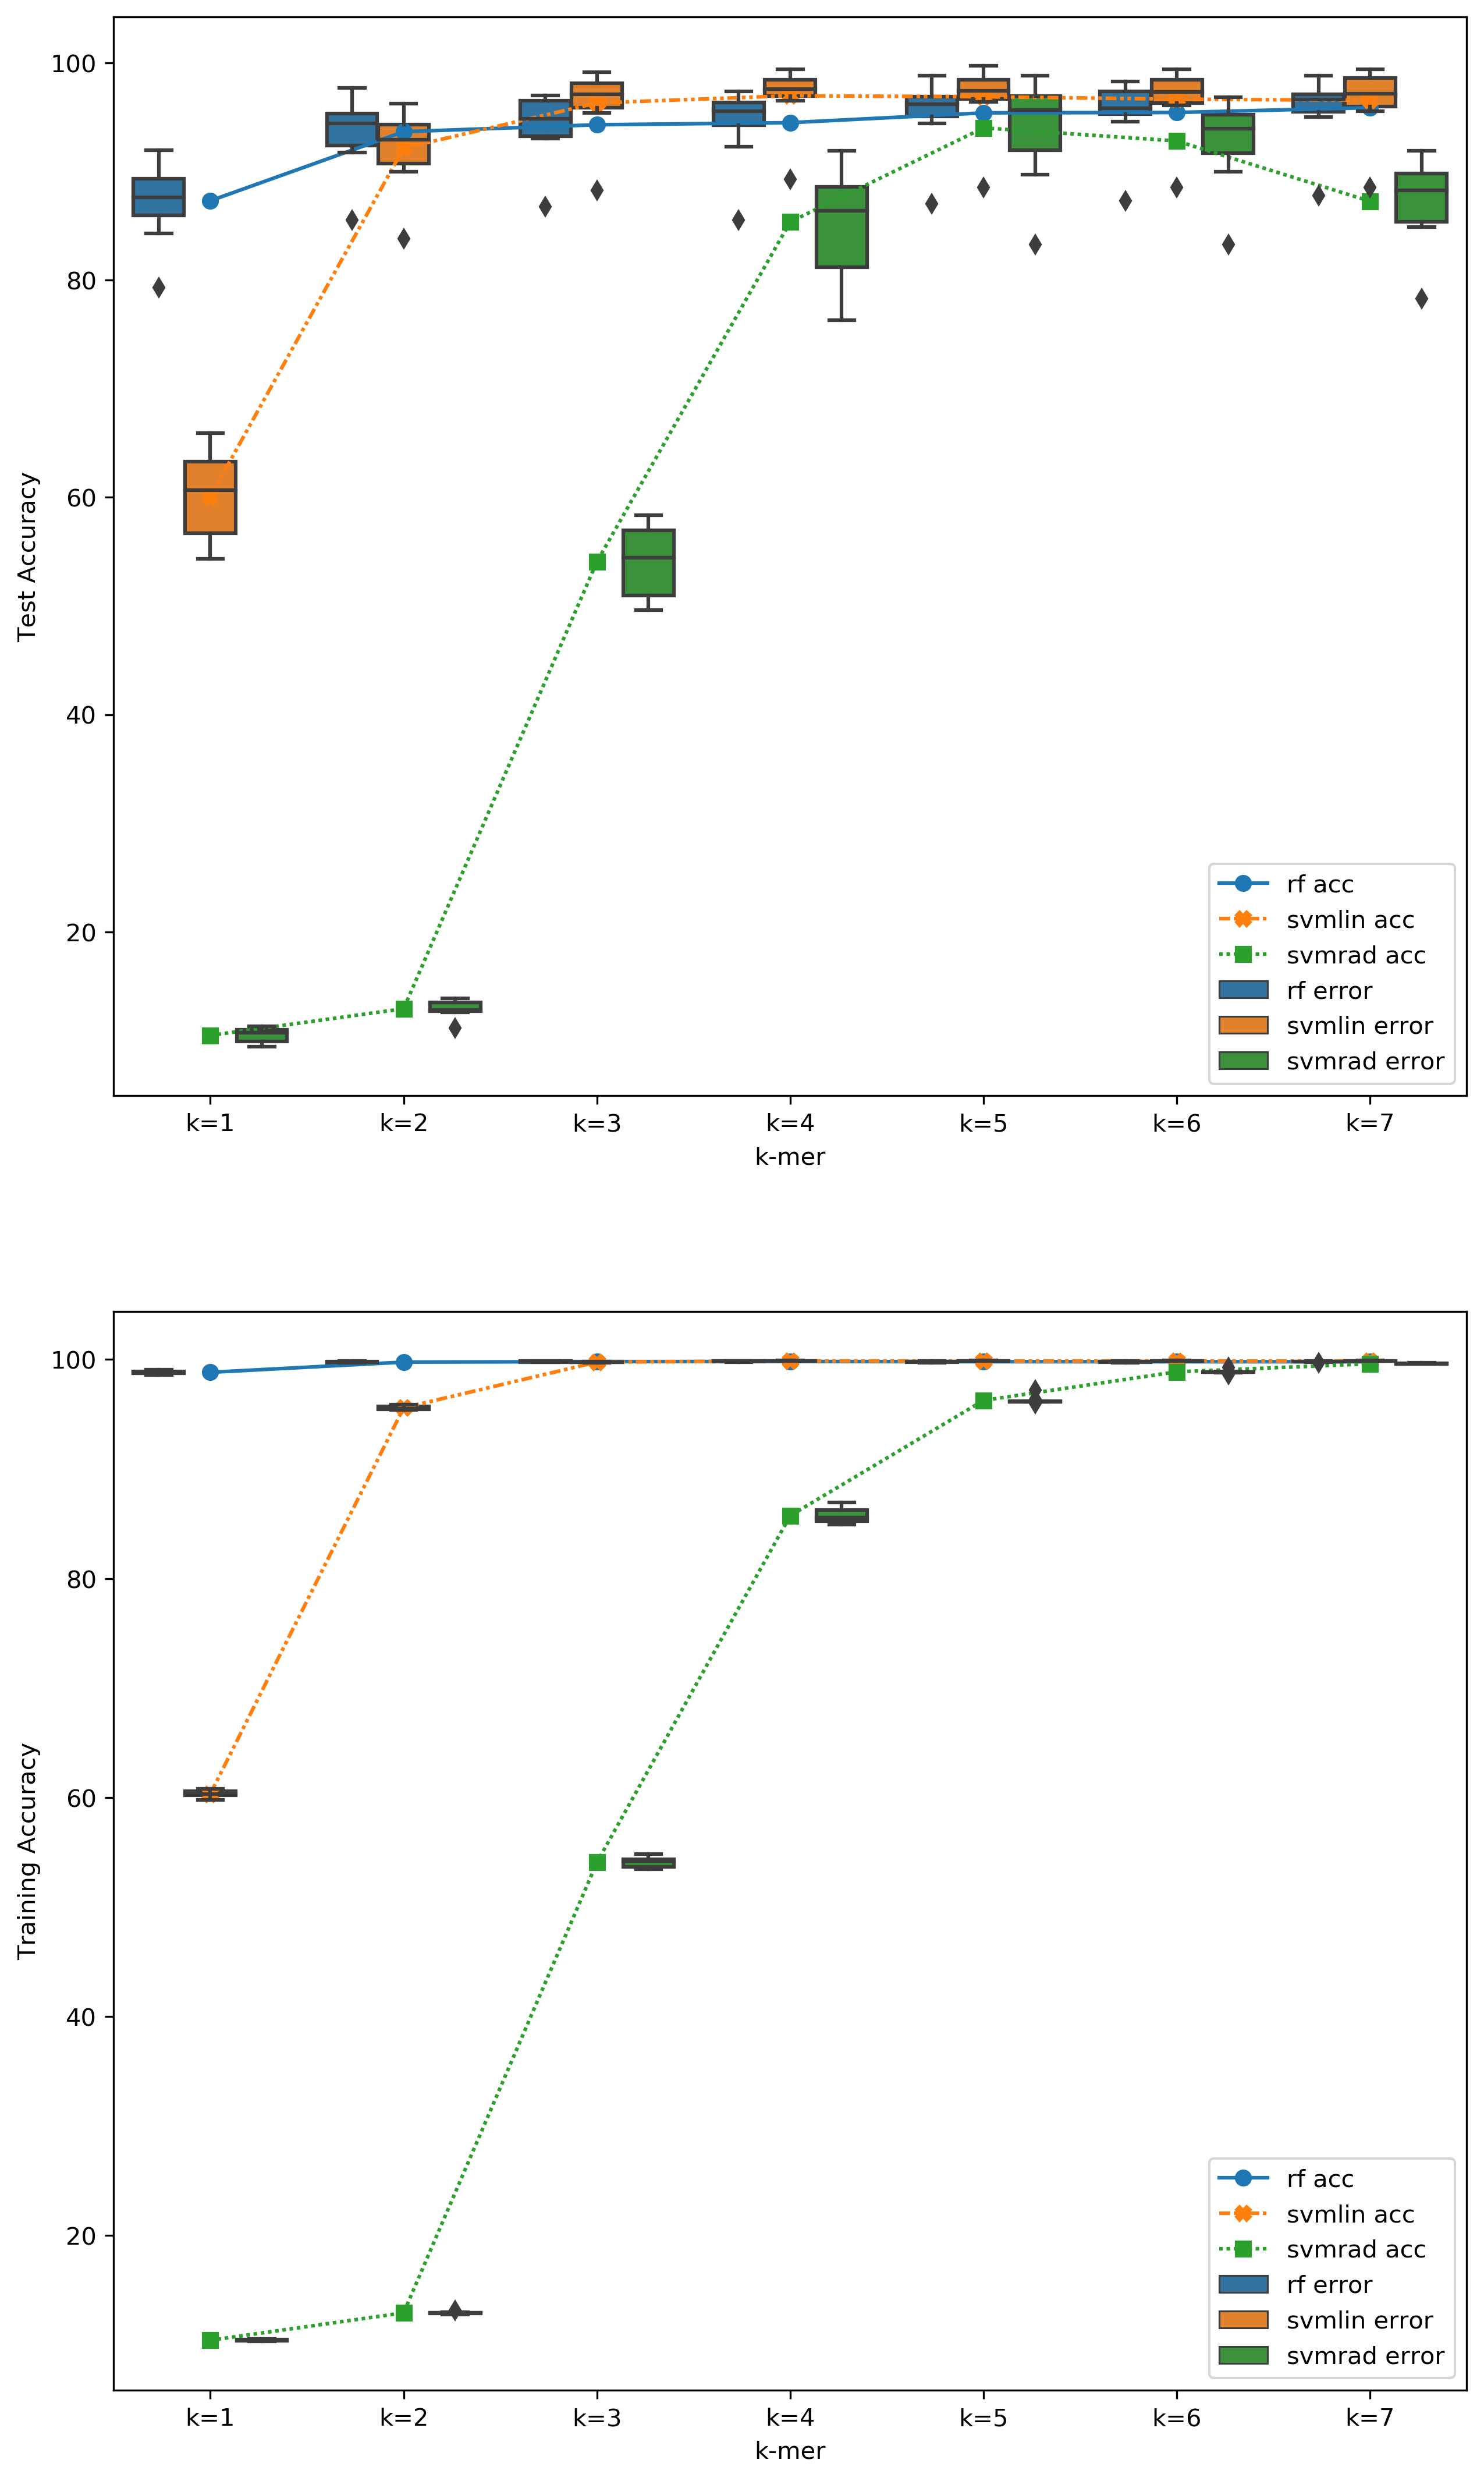 100
80
60
40
20
Test Accuracy
k=1 k=2 k=3 k=4 k=5 k=6 k=7
k-mer
rf acc
svmlin acc
svmrad acc
rf error
svmlin error
svmrad error
100
80
60
40
20
Training Accuracy
k=1 k=2 k=3 k=4 k=5 k=6 k=7
k-mer
rf acc
svmlin acc
svmrad acc
rf error
svmlin error
svmrad error